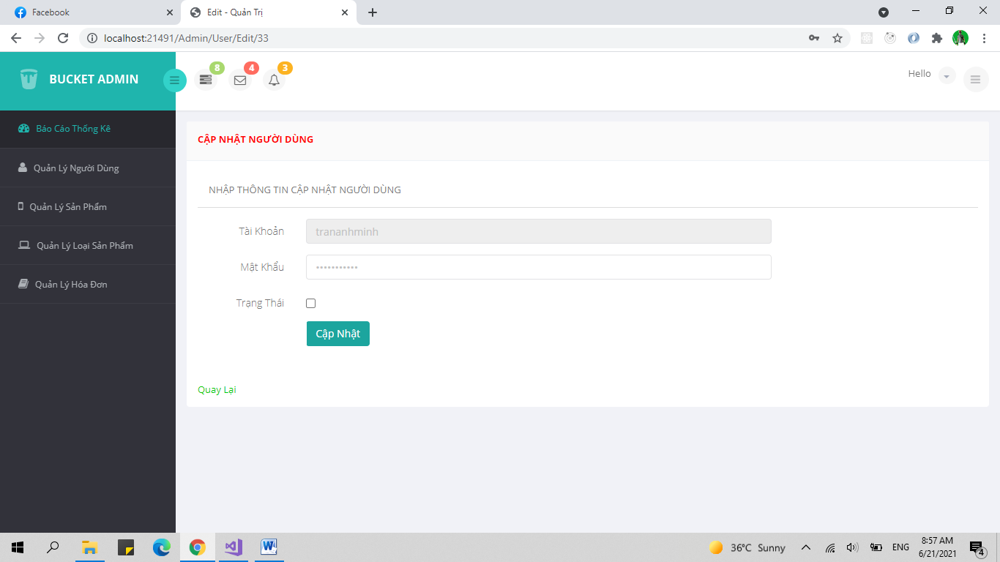 Facebook
Edit - Quản Trị
localhost:21491/Admin/User/Edit/33
BUCKET ADMIN
8
4
3
Hello
Báo Cáo Thống Kê
Quản Lý Người Dùng
Quản Lý Sản Phẩm
Quản Lý Loại Sản Phẩm
Quản Lý Hóa Đơn
CẬP NHẬT NGƯỜI DÙNG
NHẬP THÔNG TIN CẬP NHẬT NGƯỜI DÙNG
Tài Khoản
trananhminh
Mật Khẩu
•••••••••••
Trạng Thái
Cập Nhật
Quay Lại
36°C Sunny
ENG
8:57 AM
6/21/2021
4